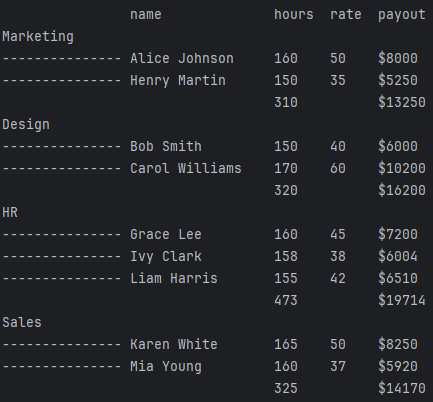 name              hours  rate  payout
Marketing
--------------- Alice Johnson     160    50    $8000
--------------- Henry Martin      150    35    $5250
                                  310          $13250
Design
--------------- Bob Smith         150    40    $6000
--------------- Carol Williams    170    60    $10200
                                  320          $16200
HR
--------------- Grace Lee         160    45    $7200
--------------- Ivy Clark         158    38    $6004
--------------- Liam Harris       155    42    $6510
                                  473          $19714
Sales
--------------- Karen White       165    50    $8250
--------------- Mia Young         160    37    $5920
                                  325          $14170